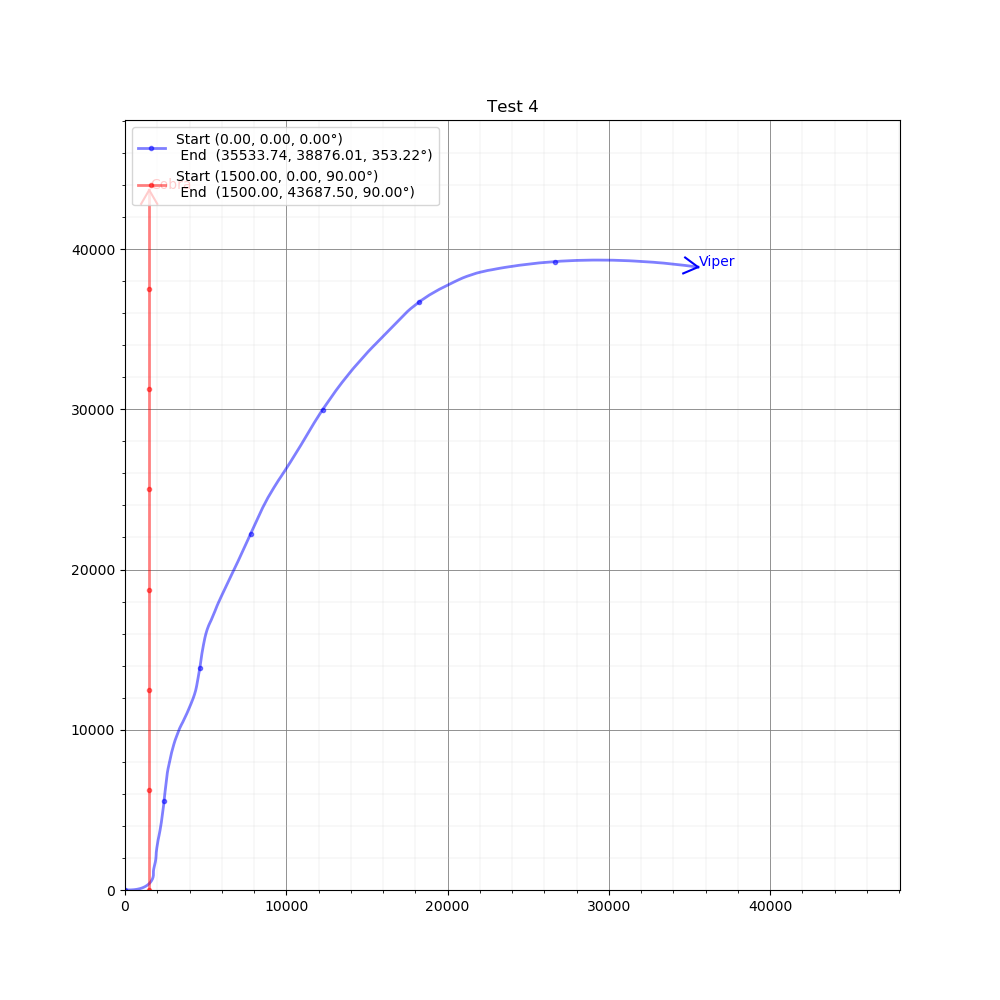 Test 4
Start (0.00, 0.00, 0.00°)
End (35533.74, 38876.01, 353.22°)
Start (1500.00, 0.00, 90.00°)
End (1500.00, 43687.50, 90.00°)
Cobra
Viper
40000
30000
20000
10000
0
0 10000 20000 30000 40000